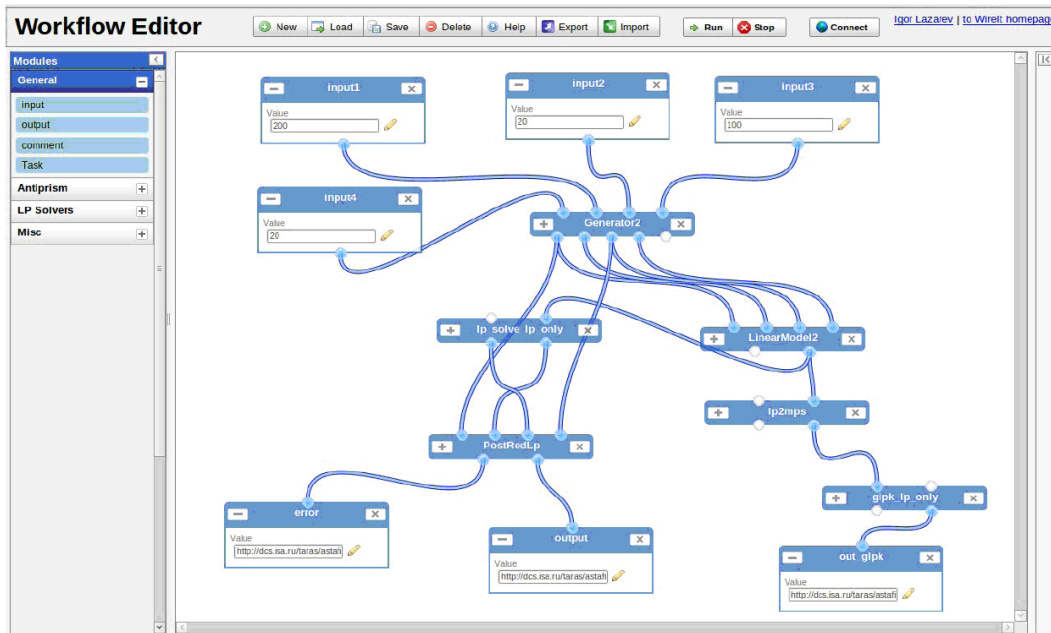 Workflow Editor
New Load Save Delete Help Export Import Run Stop Connect
Igor Lazarev | to WireIt homepage
Modules
General
input
output
comment
Task
Antiprism
LP Solvers
Misc
input1
Value
200
input2
Value
20
input3
Value
100
input4
Value
20
Generator2
lp_solve_lp_only
LinearModel2
lp2mps
PostRedLp
glpk_lp_only
error
Value
http://dcs.isa.ru/taras/astafi
output
Value
http://dcs.isa.ru/taras/astafi
out_glpk
Value
http://dcs.isa.ru/taras/astafi